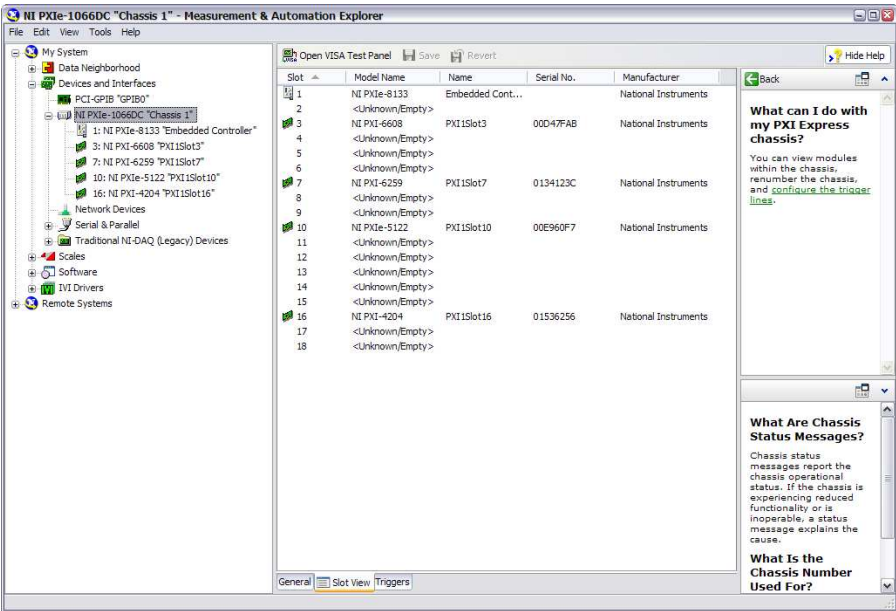 NI PXIe-1066DC "Chassis 1" - Measurement & Automation Explorer
File Edit View Tools Help
My System
Data Neighborhood
Devices and Interfaces
PCI-GPIB "GPIB0"
NI PXIe-1066DC "Chassis 1"
1: NI PXIe-8133 "Embedded Controller"
3: NI PXI-6608 "PXI1Slot3"
7: NI PXI-6259 "PXI1Slot7"
10: NI PXIe-5122 "PXI1Slot10"
16: NI PXI-4204 "PXI1Slot16"
Network Devices
Serial & Parallel
Traditional NI-DAQ (Legacy) Devices
Scales
Software
IVI Drivers
Remote Systems
Open VISA Test Panel Save Revert
Hide Help
Slot Model Name Name Serial No. Manufacturer
1 NI PXIe-8133 Embedded Cont... National Instruments
2 <Unknown/Empty>
3 NI PXI-6608 PXI1Slot3 00D47FAB National Instruments
4 <Unknown/Empty>
5 <Unknown/Empty>
6 <Unknown/Empty>
7 NI PXI-6259 PXI1Slot7 0134123C National Instruments
8 <Unknown/Empty>
9 <Unknown/Empty>
10 NI PXIe-5122 PXI1Slot10 00E960F7 National Instruments
11 <Unknown/Empty>
12 <Unknown/Empty>
13 <Unknown/Empty>
14 <Unknown/Empty>
15 <Unknown/Empty>
16 NI PXI-4204 PXI1Slot16 01536256 National Instruments
17 <Unknown/Empty>
18 <Unknown/Empty>
General Slot View Triggers
Back
What can I do with
my PXI Express
chassis?
You can view modules
within the chassis,
renumber the chassis,
and configure the trigger
lines.
What Are Chassis
Status Messages?
Chassis status
messages report the
chassis operational
status. If the chassis is
experiencing reduced
functionality or is
inoperable, a status
message explains the
cause.
What Is the
Chassis Number
Used For?